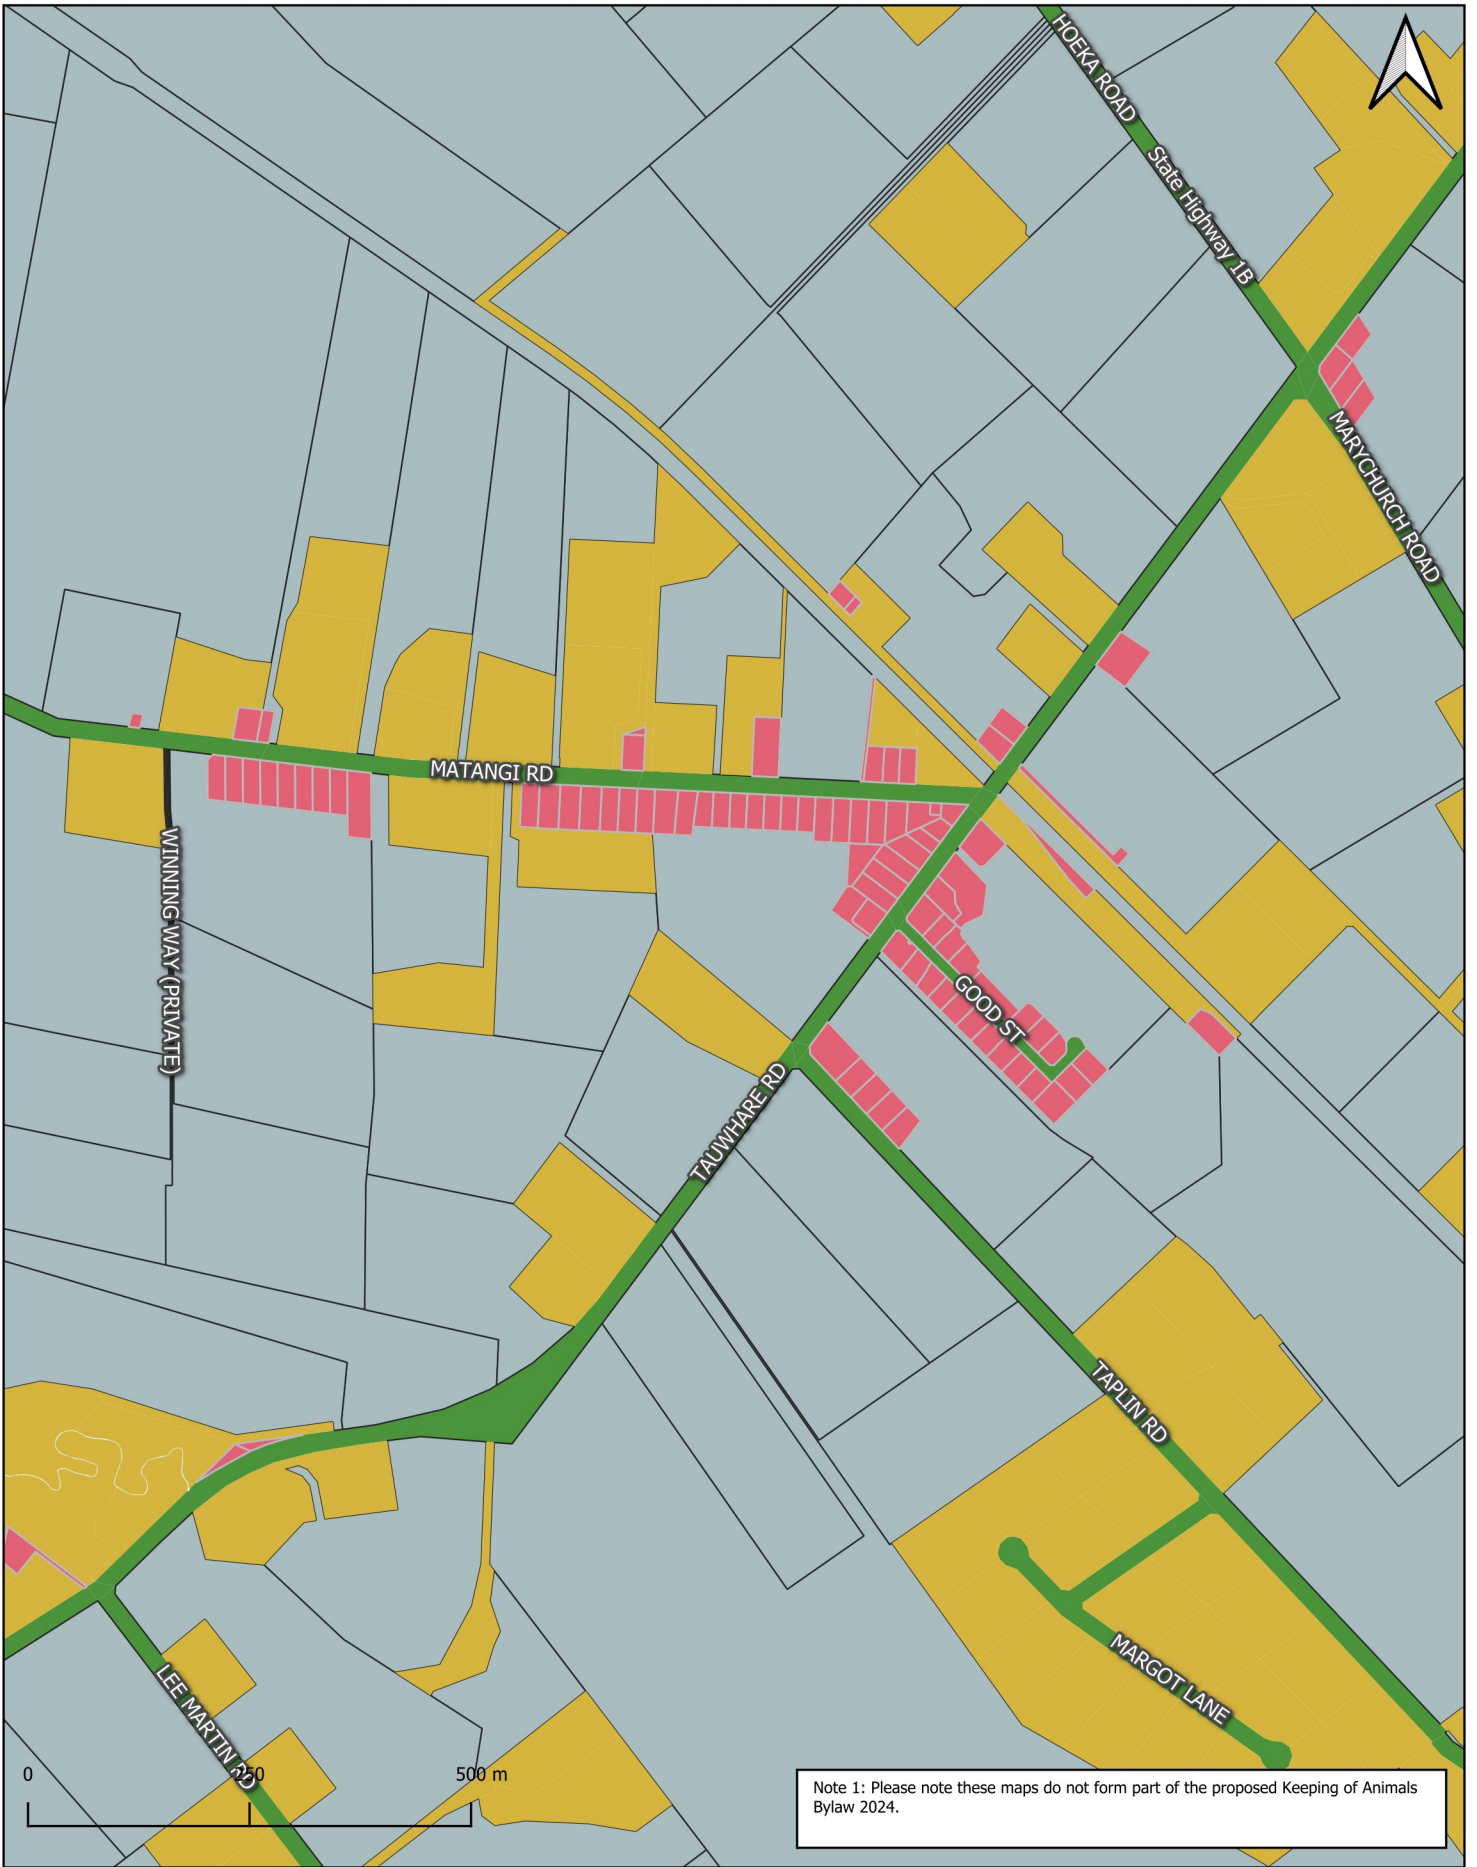 HOEKA ROAD
State Highway 1B
MARYCHURCH ROAD
MATANGI RD
WINNING WAY (PRIVATE)
GOOD ST
TAUWHARE RD
TAPLIN RD
MARGOT LANE
LEE MARTIN RD
0 250 500 m
Note 1: Please note these maps do not form part of the proposed Keeping of Animals
Bylaw 2024.